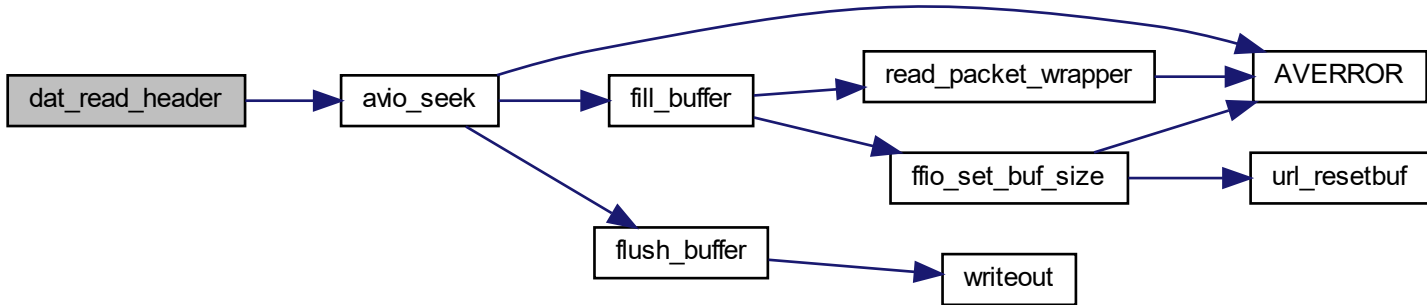 dat_read_header
avio_seek
fill_buffer
read_packet_wrapper
AVERROR
ffio_set_buf_size
url_resetbuf
flush_buffer
writeout